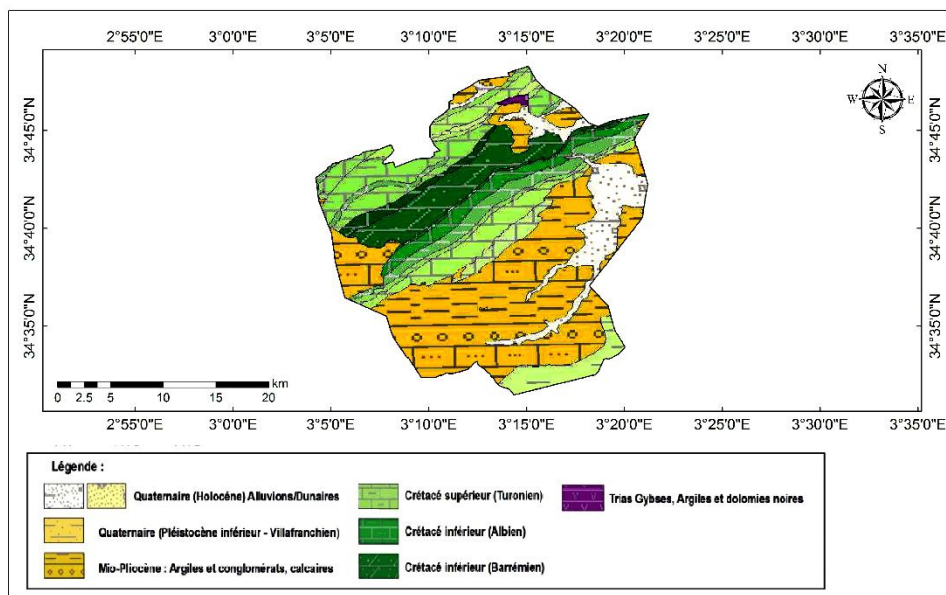 2°55'0"E 3°0'0"E 3°5'0"E 3°10'0"E 3°15'0"E 3°20'0"E 3°25'0"E 3°30'0"E 3°35'0"E
N
W E
S
34°45'0"N 34°45'0"N
34°40'0"N 34°40'0"N
34°35'0"N 34°35'0"N
km
0 2.5 5 10 15 20
2°55'0"E 3°0'0"E 3°5'0"E 3°10'0"E 3°15'0"E 3°20'0"E 3°25'0"E 3°30'0"E 3°35'0"E
Légende :
Quaternaire (Holocéne) Alluvions/Dunaires
Crétacé supérieur (Turonien)
Trias Gybses, Argiles et dolomies noires
Quaternaire (Pléistocène inférieur - Villafranchien)
Crétacé inférieur (Albien)
Mio-Pliocène : Argiles et conglomérats, calcaires
Crétacé inférieur (Barrémien)